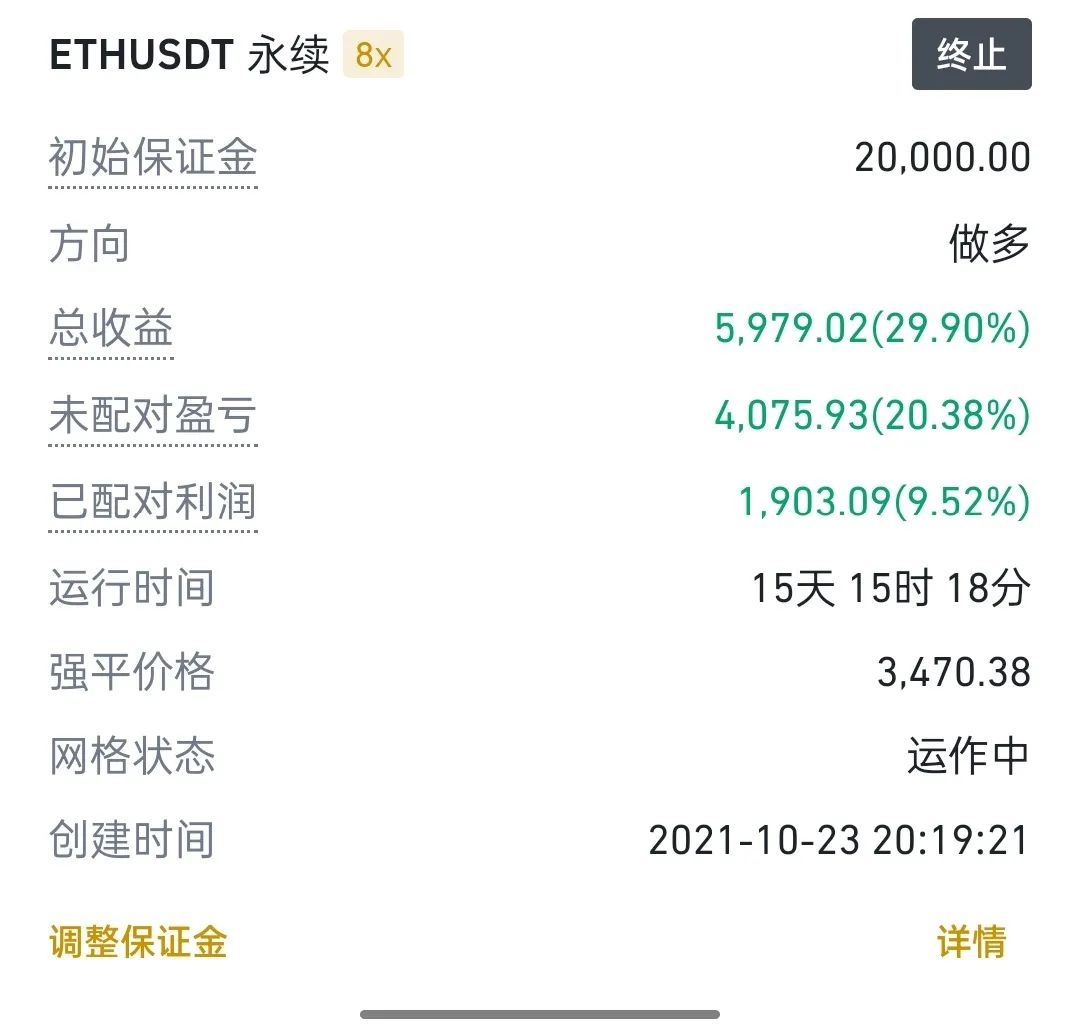 ETHUSDT 永续 8x 终止
初始保证金 20,000.00
方向 做多
总收益 5,979.02(29.90%)
未配对盈亏 4,075.93(20.38%)
已配对利润 1,903.09(9.52%)
运行时间 15天 15时 18分
强平价格 3,470.38
网格状态 运作中
创建时间 2021-10-23 20:19:21
调整保证金 详情